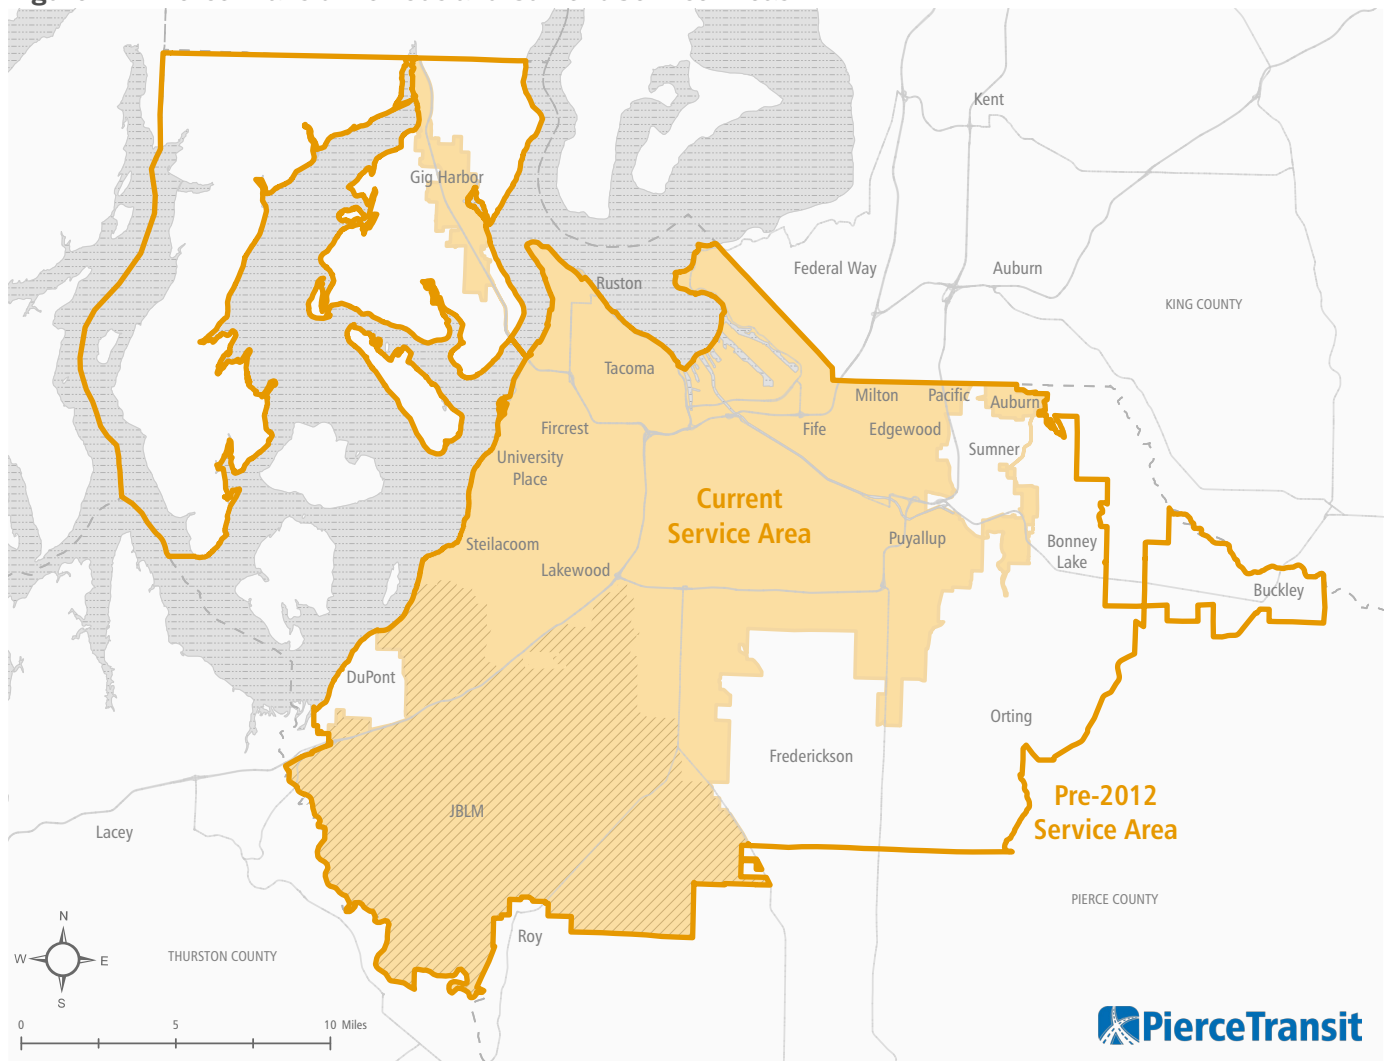 Kent
Gig Harbor
Federal Way
Auburn
Ruston
KING COUNTY
Tacoma
Milton
Pacific
Auburn
Fircrest
Fife
Edgewood
Sumner
University
Place
Current
Service Area
Steilacoom
Puyallup
Bonney
Lake
Lakewood
Buckley
DuPont
Orting
Frederickson
Pre-2012
Service Area
JBLM
Lacey
PIERCE COUNTY
N
W
E
S
Roy
THURSTON COUNTY
0
5
10 Miles
PierceTransit